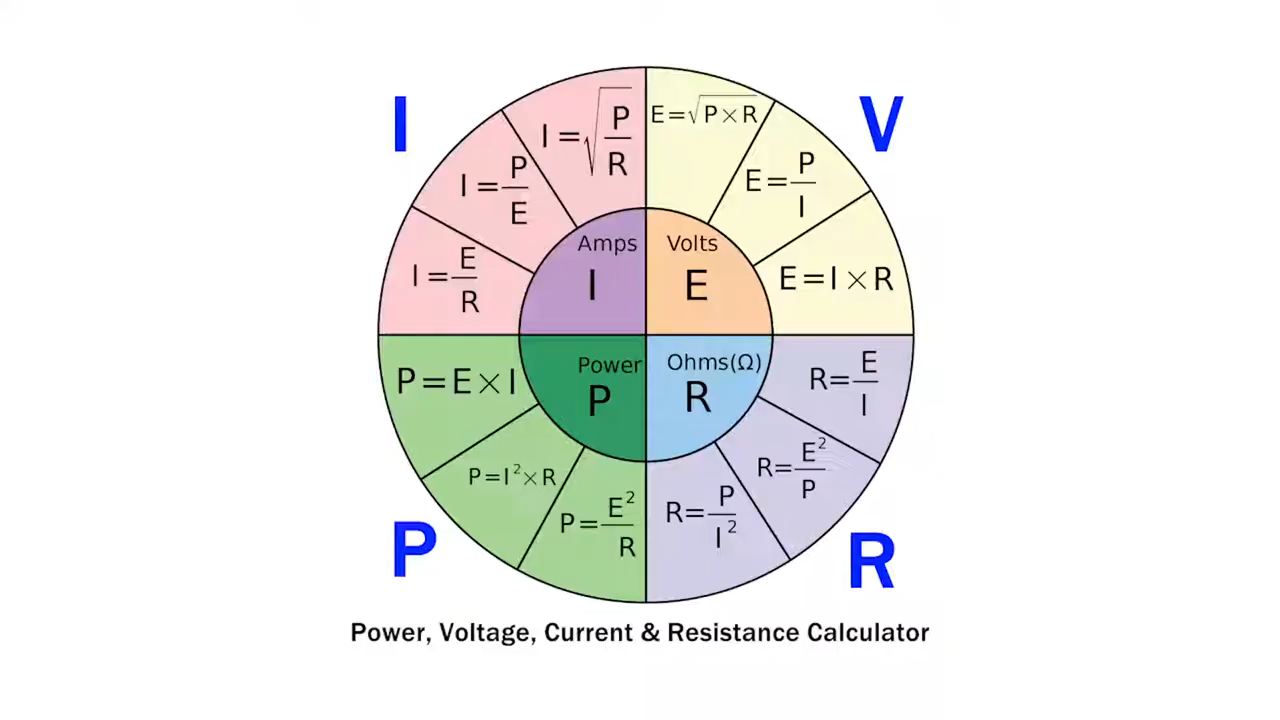 I
V
I = √(P/R)
E=√(P×R)
I = P/E
E = P/I
I = E/R
E=I×R
Amps
I
Volts
E
Power
P
Ohms(Ω)
R
P=E×I
R= E/I
P=I²×R
R= E²/P
P= E²/R
R= P/I²
P
R
Power, Voltage, Current & Resistance Calculator